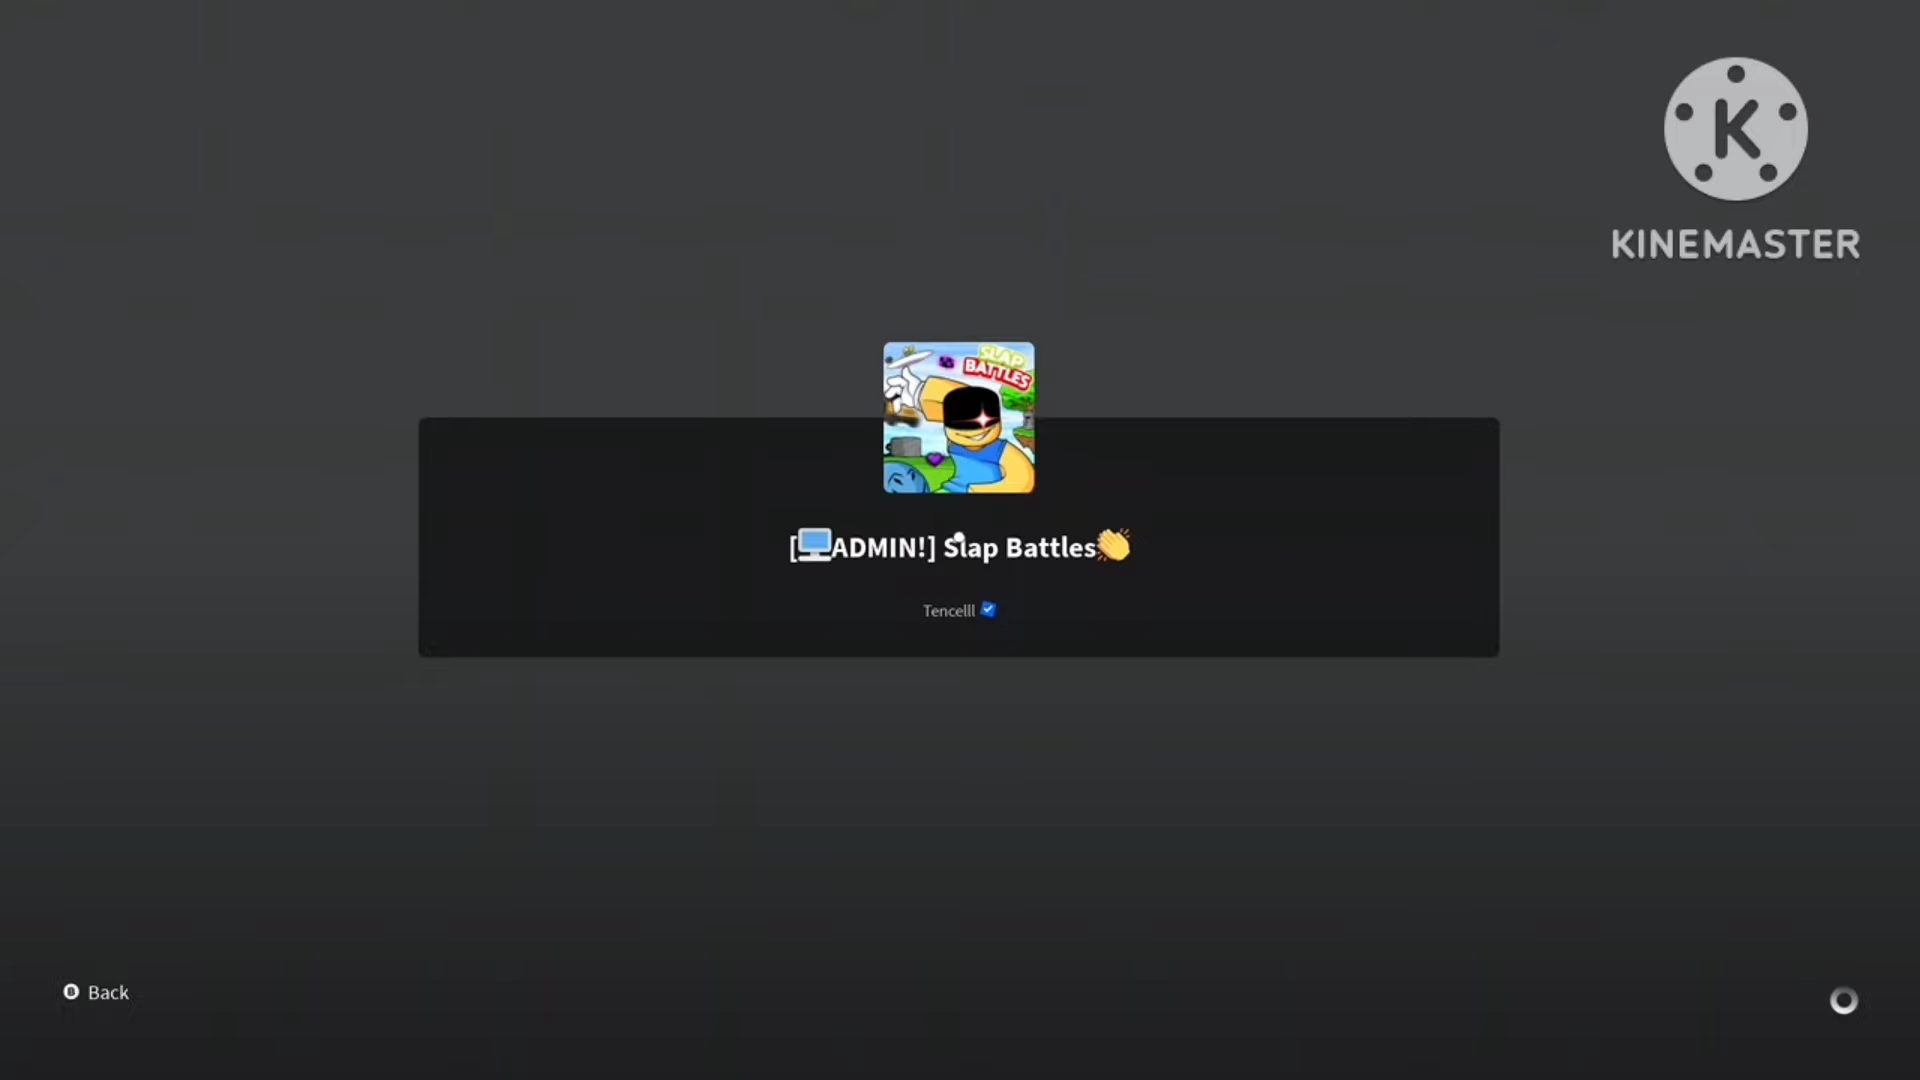 K
KINEMASTER
SLAP
BATTLES
[🖥️ADMIN!] Slap Battles👏
Tencelll
B Back